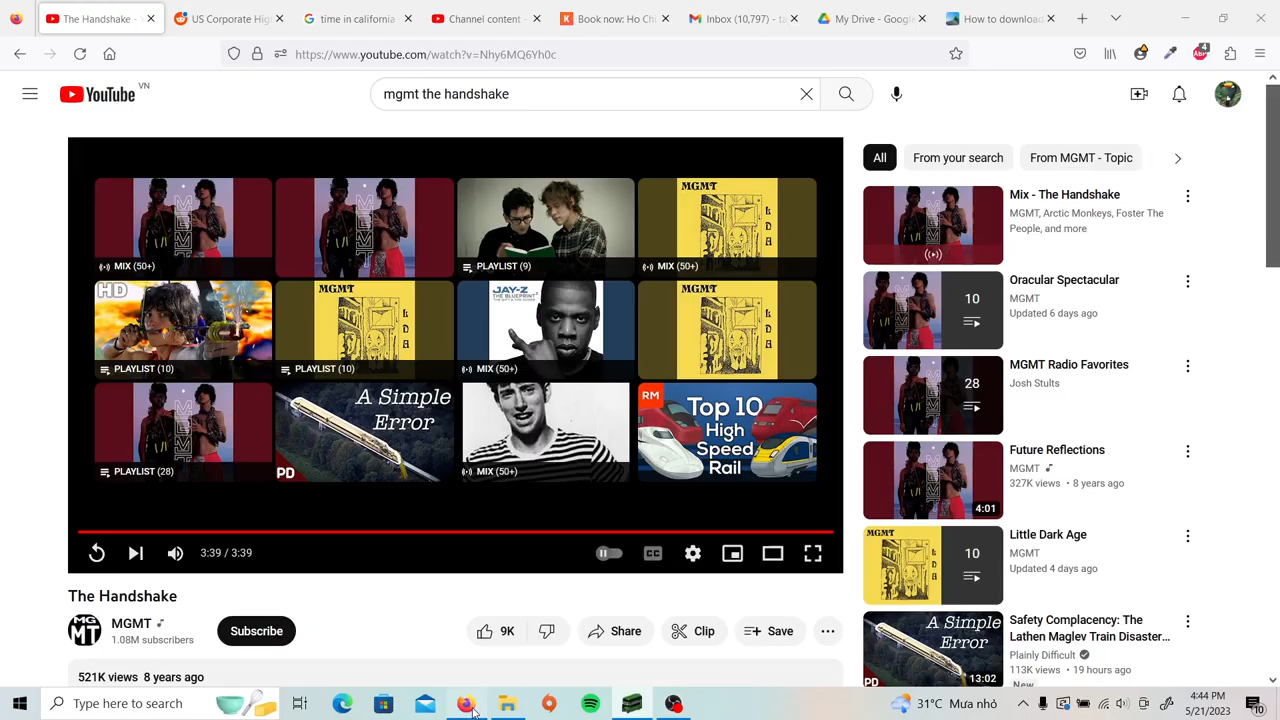 The Handshake -
US Corporate Hig
time in california
Channel content -
Book now: Ho Chi
Inbox (10,797) - ta
My Drive - Google
How to download
https://www.youtube.com/watch?v=Nhv6MQ6Yh0c
4
YouTube VN
mgmt the handshake
All
From your search
From MGMT - Topic
MIX (50+)
PLAYLIST (9)
MGMT
MIX (50+)
HD
PLAYLIST (10)
MGMT
PLAYLIST (10)
JAY-Z
THE BLUEPRINT
MIX (50+)
MGMT
PLAYLIST (28)
A Simple
Error
PD
MIX (50+)
RM
Top 10
High
Speed
Rail
3:39 / 3:39
CC
The Handshake
MGMT
1.08M subscribers
Subscribe
9K
Share
Clip
Save
521K views 8 years ago
Mix - The Handshake
MGMT, Arctic Monkeys, Foster The
People, and more
10
Oracular Spectacular
MGMT
Updated 6 days ago
28
MGMT Radio Favorites
Josh Stults
4:01
Future Reflections
MGMT
327K views • 8 years ago
MGMT
10
Little Dark Age
MGMT
Updated 4 days ago
A Simple
Error
PD
13:02
Safety Complacency: The
Lathen Maglev Train Disaster...
Plainly Difficult
113K views • 19 hours ago
New
Type here to search
31°C Mưa nhỏ
4:44 PM
5/21/2023
10